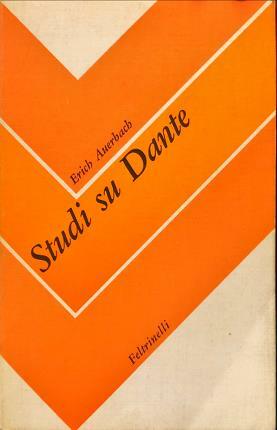 Erich Auerbach
Studi su Dante
Feltrinelli